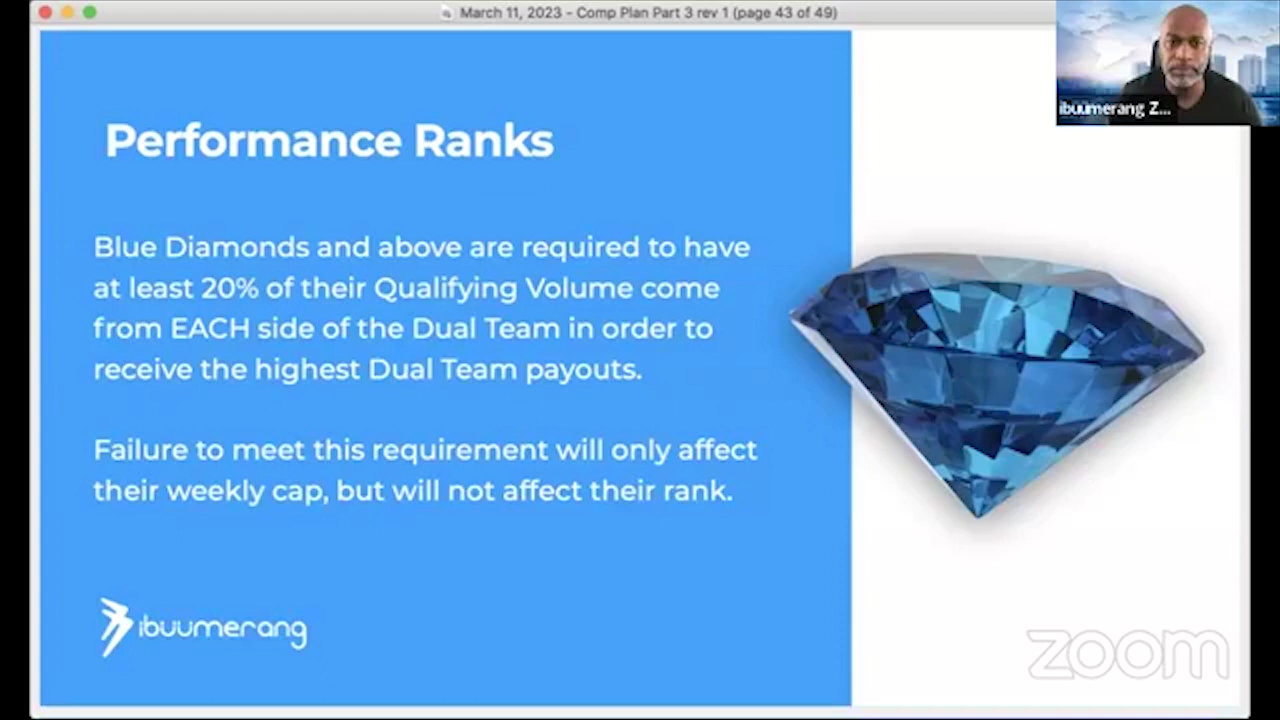 March 11, 2023 - Comp Plan Part 3 rev 1 (page 43 of 49)
ibuumerang Z...
Performance Ranks
Blue Diamonds and above are required to have
at least 20% of their Qualifying Volume come
from EACH side of the Dual Team in order to
receive the highest Dual Team payouts.
Failure to meet this requirement will only affect
their weekly cap, but will not affect their rank.
ibuumerang
zoom